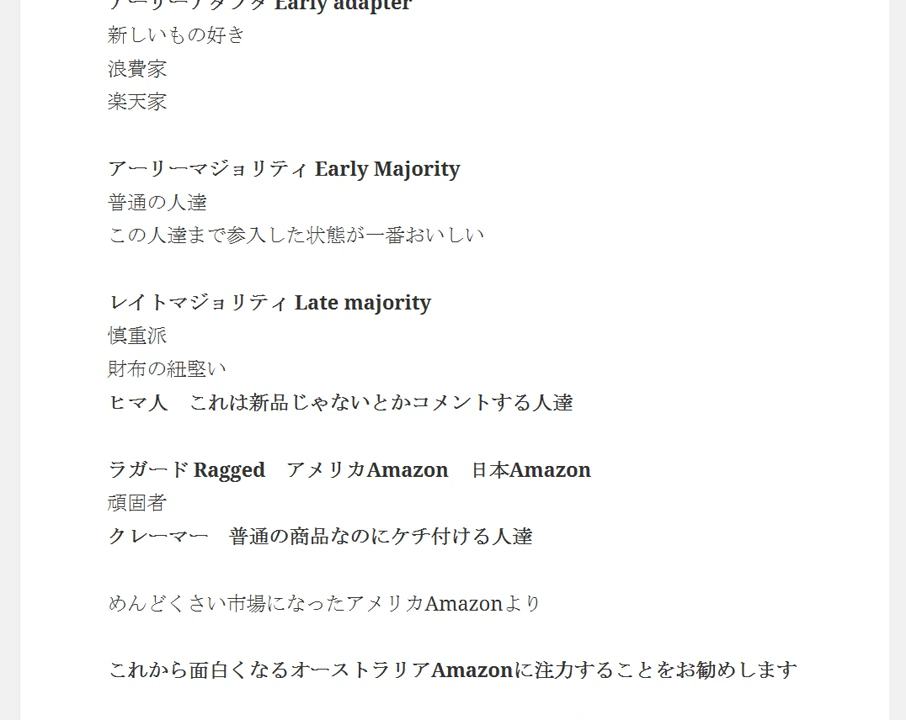 アーリーアダプタ Early adapter
新しいもの好き
浪費家
楽天家
アーリーマジョリティ Early Majority
普通の人達
この人達まで参入した状態が一番おいしい
レイトマジョリティ Late majority
慎重派
財布の紐堅い
ヒマ人　これは新品じゃないとかコメントする人達
ラガード Ragged　アメリカAmazon　日本Amazon
頑固者
クレーマー　普通の商品なのにケチ付ける人達
めんどくさい市場になったアメリカAmazonより
これから面白くなるオーストラリアAmazonに注力することをお勧めします